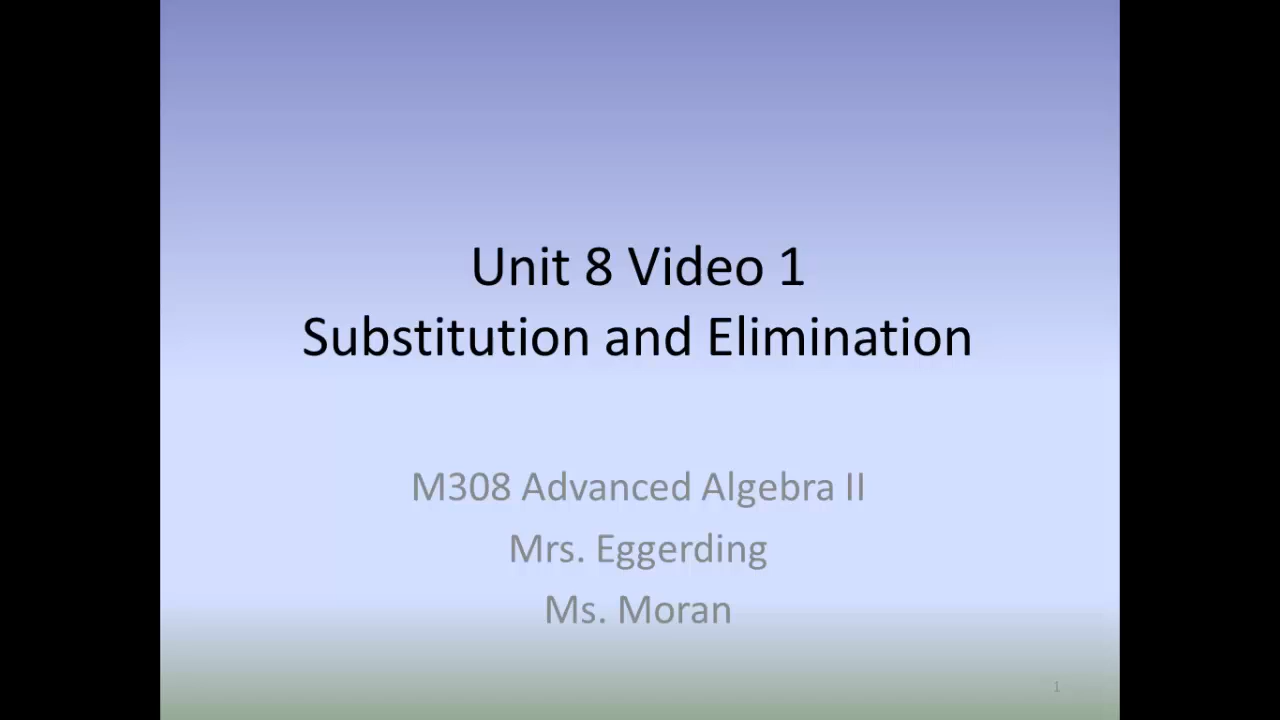 Unit 8 Video 1
Substitution and Elimination
M308 Advanced Algebra II
Mrs. Eggerding
Ms. Moran
1